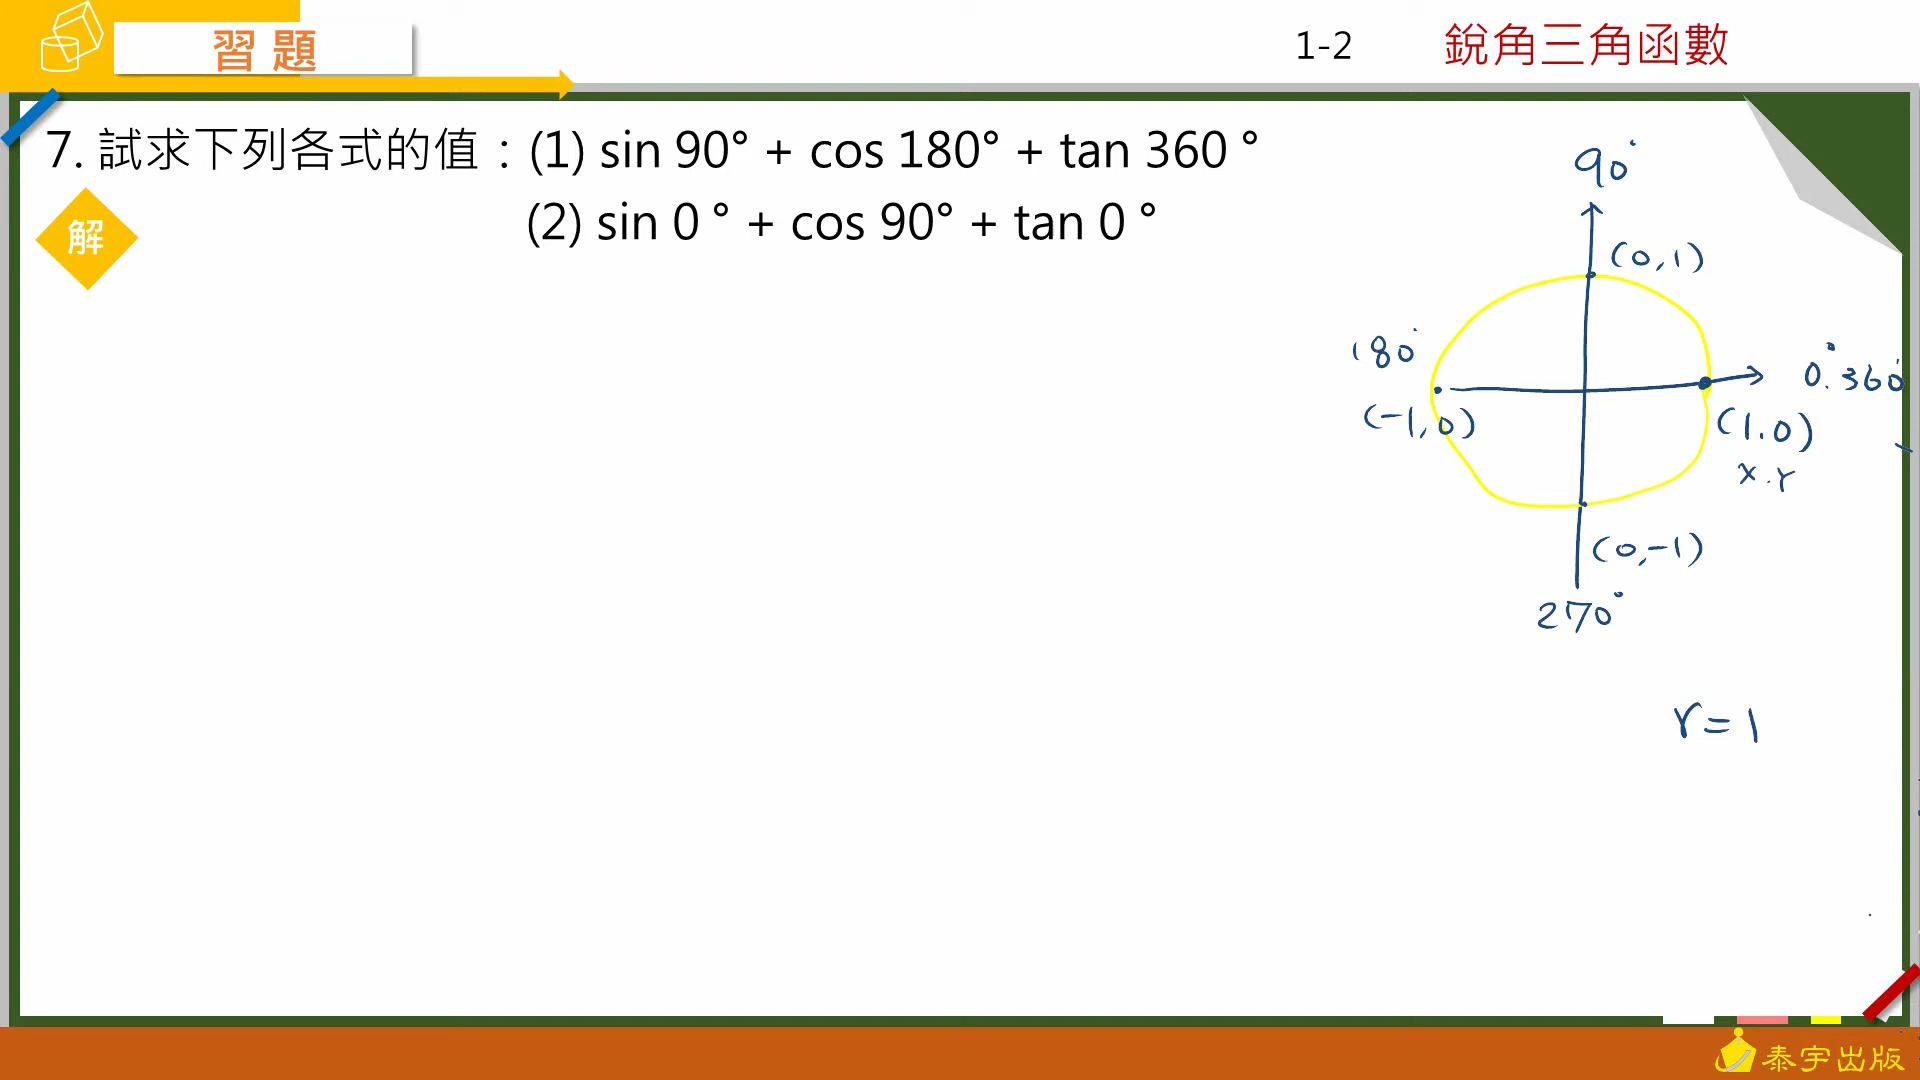 習題
1-2 銳角三角函數
7. 試求下列各式的值：(1) sin 90° + cos 180° + tan 360 °
(2) sin 0 ° + cos 90° + tan 0 °
解
90°
(0,1)
180°
0°.360°
(-1,0)
(1.0)
x.y
(0,-1)
270°
r=1
泰宇出版